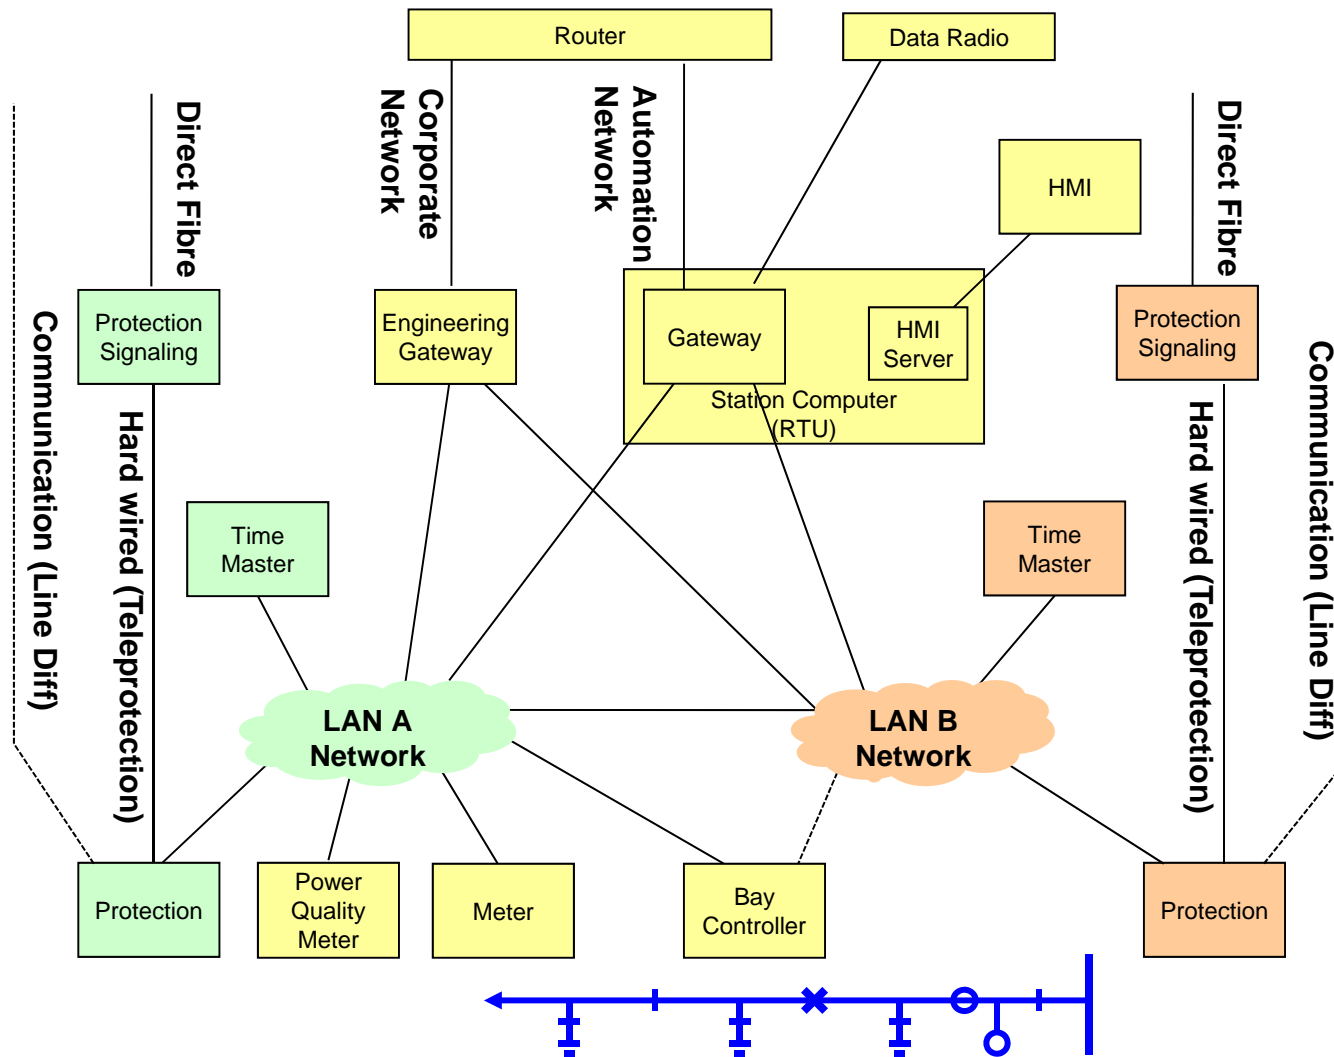 Router
Data Radio
Direct Fibre
Corporate
Network
Automation
Network
HMI
Direct Fibre
Protection
Signaling
Engineering
Gateway
Gateway
HMI
Server
Station Computer
(RTU)
Protection
Signaling
Communication (Line Diff)
Hard wired (Teleprotection)
Hard wired (Teleprotection)
Communication (Line Diff)
Time
Master
Time
Master
LAN A
Network
LAN B
Network
Protection
Power
Quality
Meter
Meter
Bay
Controller
Protection